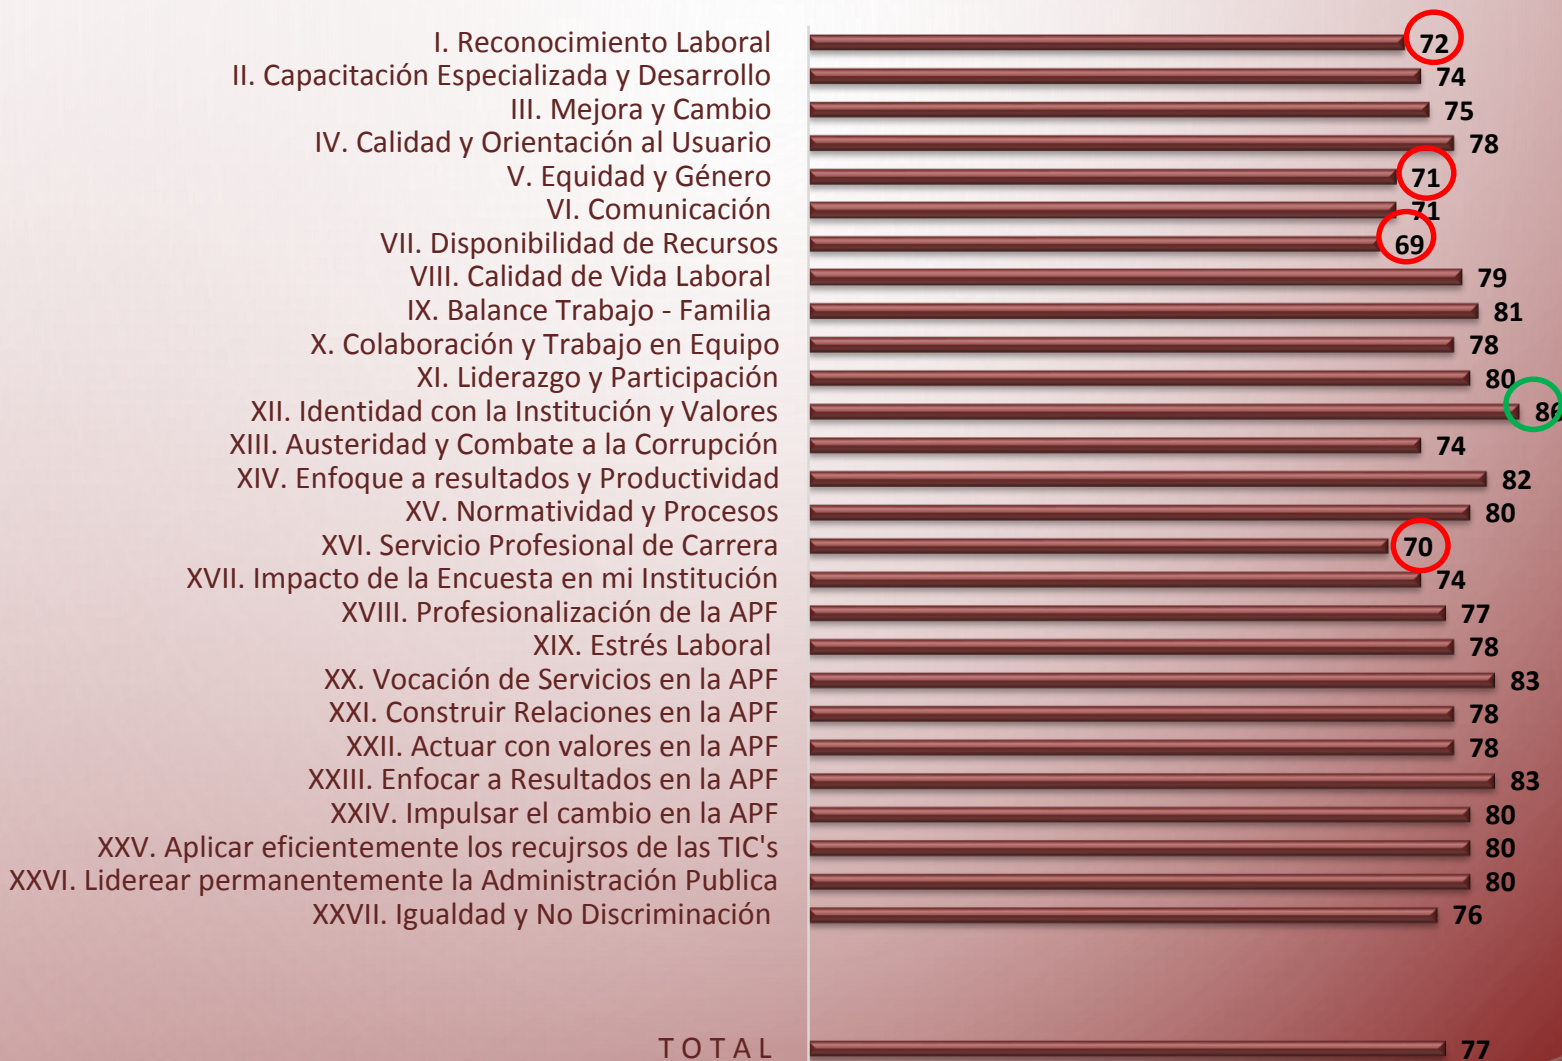 I. Reconocimiento Laboral 72
II. Capacitación Especializada y Desarrollo 74
III. Mejora y Cambio 75
IV. Calidad y Orientación al Usuario 78
V. Equidad y Género 71
VI. Comunicación 71
VII. Disponibilidad de Recursos 69
VIII. Calidad de Vida Laboral 79
IX. Balance Trabajo - Familia 81
X. Colaboración y Trabajo en Equipo 78
XI. Liderazgo y Participación 80
XII. Identidad con la Institución y Valores 86
XIII. Austeridad y Combate a la Corrupción 74
XIV. Enfoque a resultados y Productividad 82
XV. Normatividad y Procesos 80
XVI. Servicio Profesional de Carrera 70
XVII. Impacto de la Encuesta en mi Institución 74
XVIII. Profesionalización de la APF 77
XIX. Estrés Laboral 78
XX. Vocación de Servicios en la APF 83
XXI. Construir Relaciones en la APF 78
XXII. Actuar con valores en la APF 78
XXIII. Enfocar a Resultados en la APF 83
XXIV. Impulsar el cambio en la APF 80
XXV. Aplicar eficientemente los recujrsos de las TIC's 80
XXVI. Liderear permanentemente la Administración Publica 80
XXVII. Igualdad y No Discriminación 76
T O T A L 77